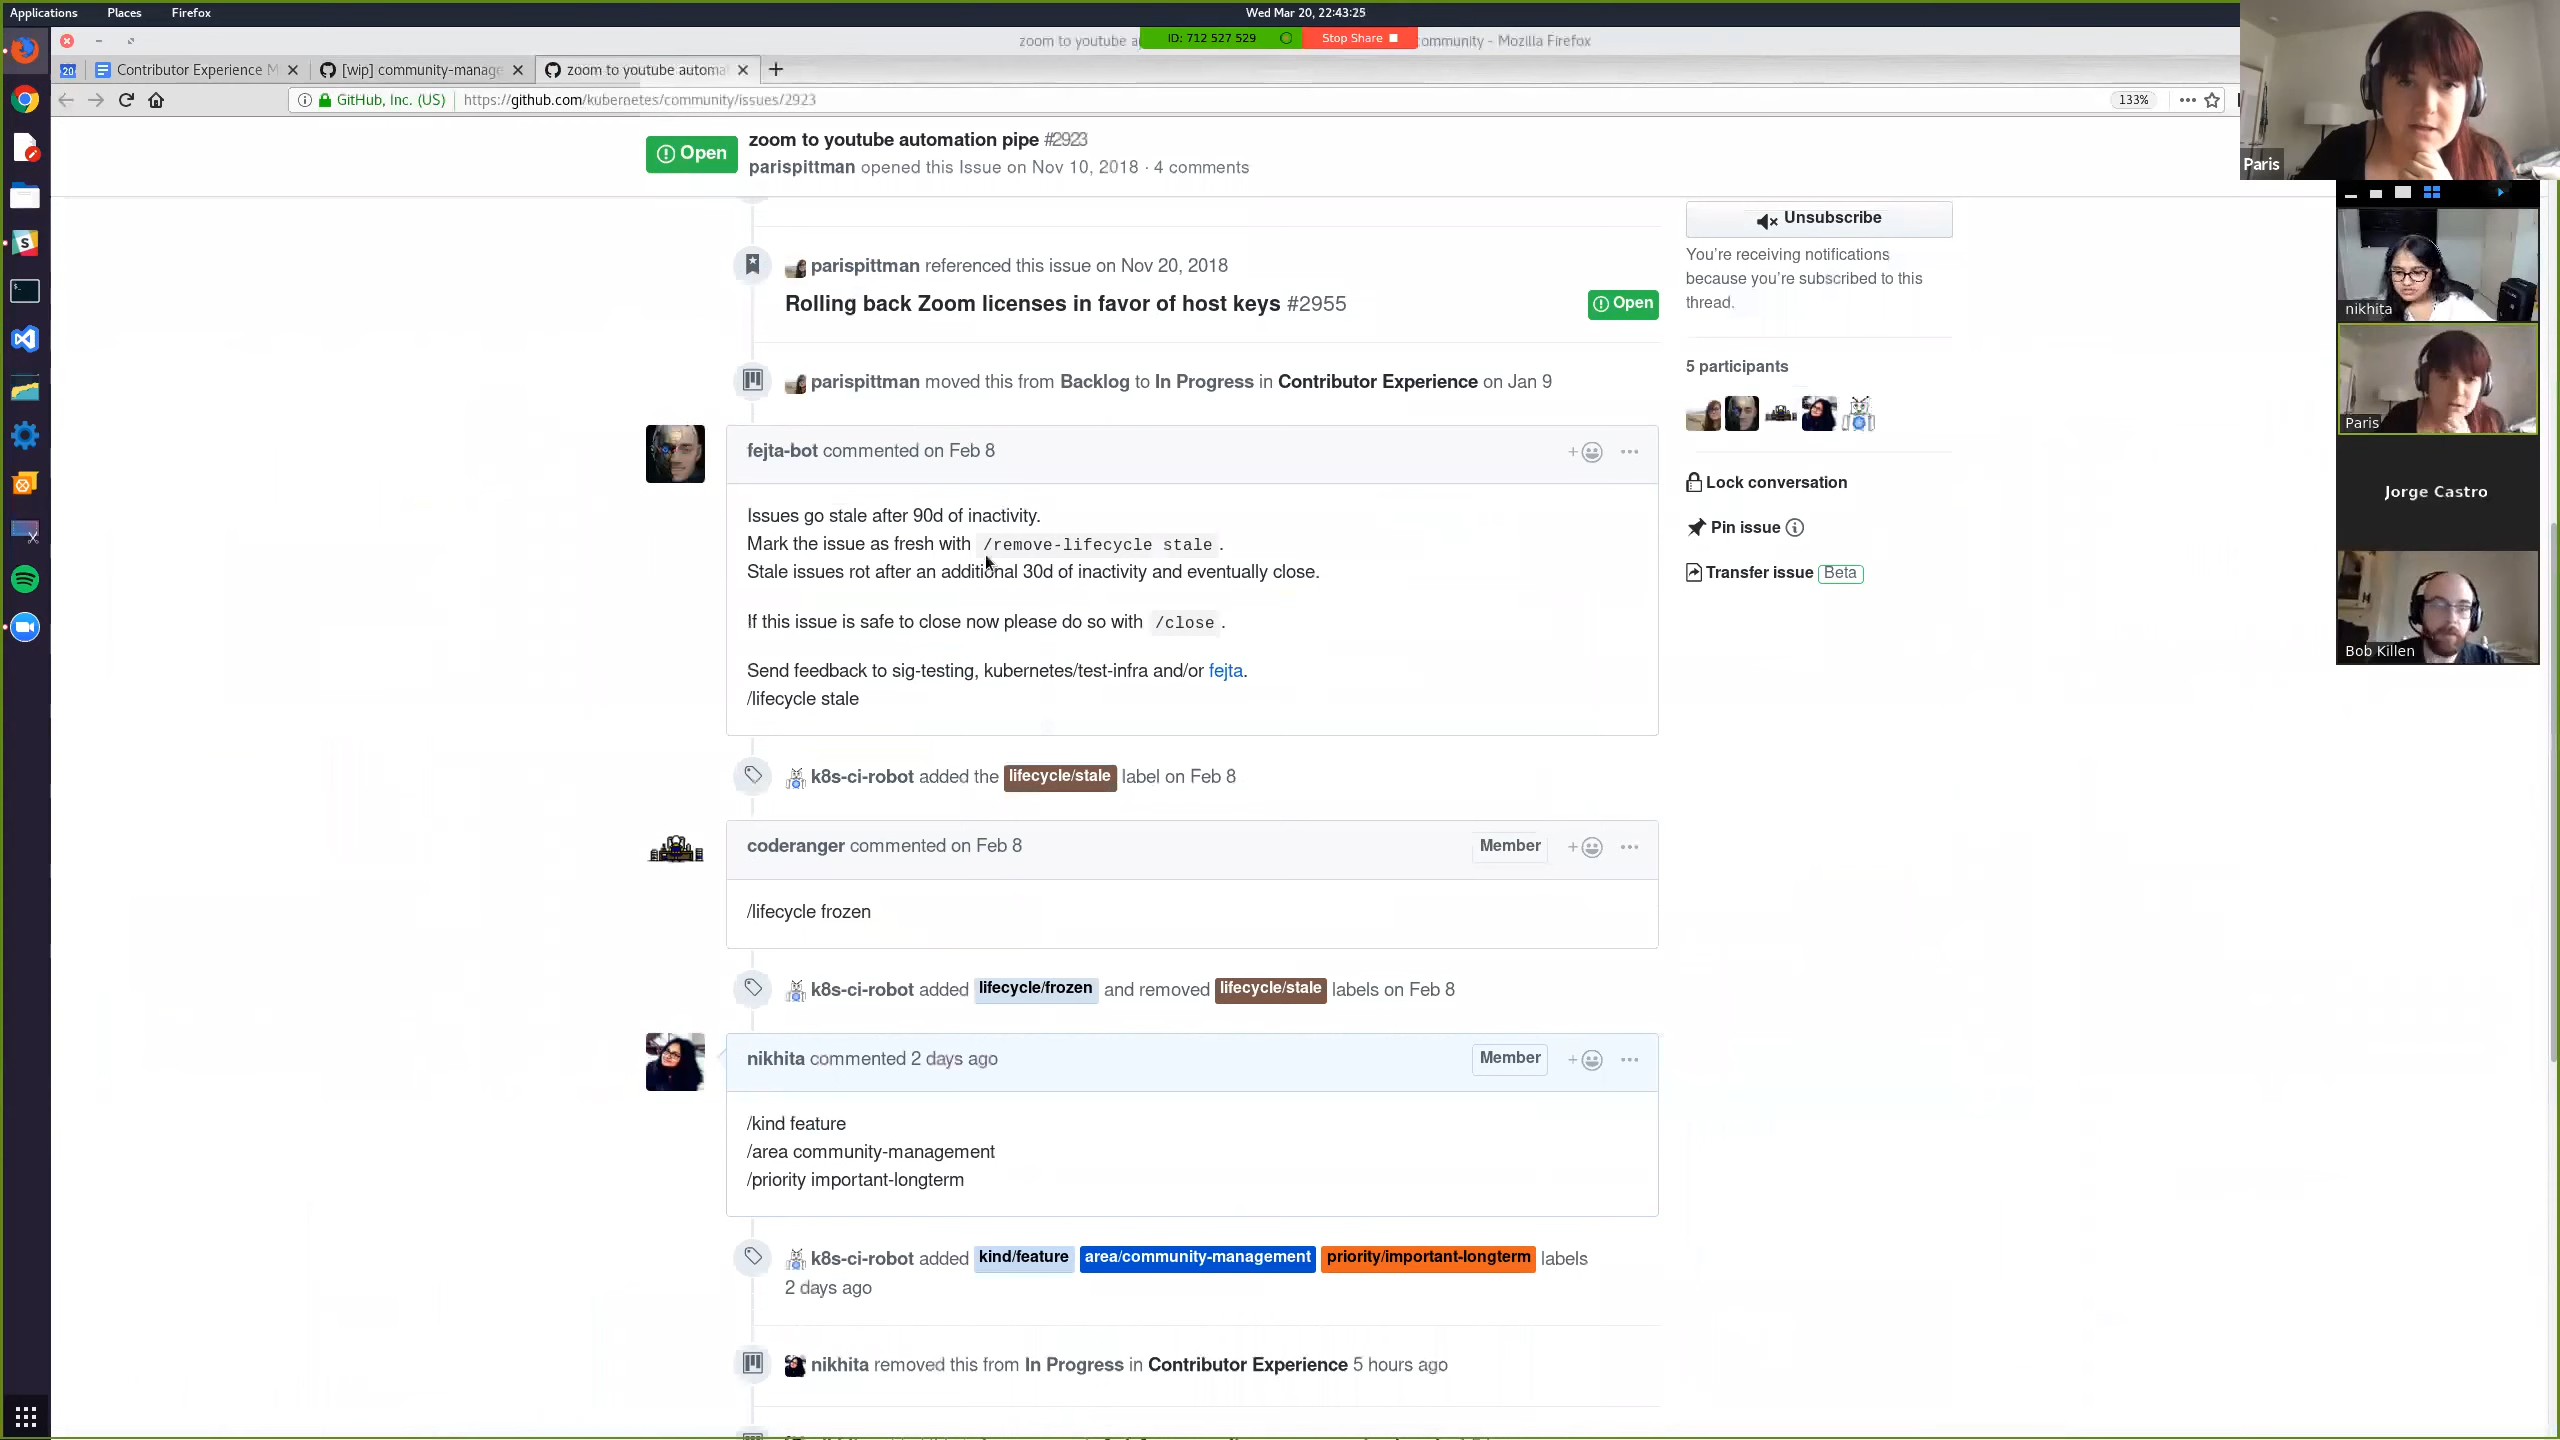 Applications Places Firefox Wed Mar 20, 22:43:25
zoom to youtube a ID: 712 527 529 Stop Share ommunity - Mozilla Firefox
20 Contributor Experience M [wip] community-manage zoom to youtube automa
GitHub, Inc. (US) https://github.com/kubernetes/community/issues/2923 133%
Open
zoom to youtube automation pipe #2923
parispittman opened this Issue on Nov 10, 2018 · 4 comments
parispittman referenced this issue on Nov 20, 2018
Rolling back Zoom licenses in favor of host keys #2955 Open
parispittman moved this from Backlog to In Progress in Contributor Experience on Jan 9
fejta-bot commented on Feb 8
Issues go stale after 90d of inactivity.
Mark the issue as fresh with /remove-lifecycle stale .
Stale issues rot after an additional 30d of inactivity and eventually close.
If this issue is safe to close now please do so with /close .
Send feedback to sig-testing, kubernetes/test-infra and/or fejta.
/lifecycle stale
k8s-ci-robot added the lifecycle/stale label on Feb 8
coderanger commented on Feb 8 Member
/lifecycle frozen
k8s-ci-robot added lifecycle/frozen and removed lifecycle/stale labels on Feb 8
nikhita commented 2 days ago Member
/kind feature
/area community-management
/priority important-longterm
k8s-ci-robot added kind/feature area/community-management priority/important-longterm labels
2 days ago
nikhita removed this from In Progress in Contributor Experience 5 hours ago
Unsubscribe
You're receiving notifications
because you're subscribed to this
thread.
5 participants
Lock conversation
Pin issue
Transfer issue Beta
Paris
nikhita
Paris
Jorge Castro
Bob Killen